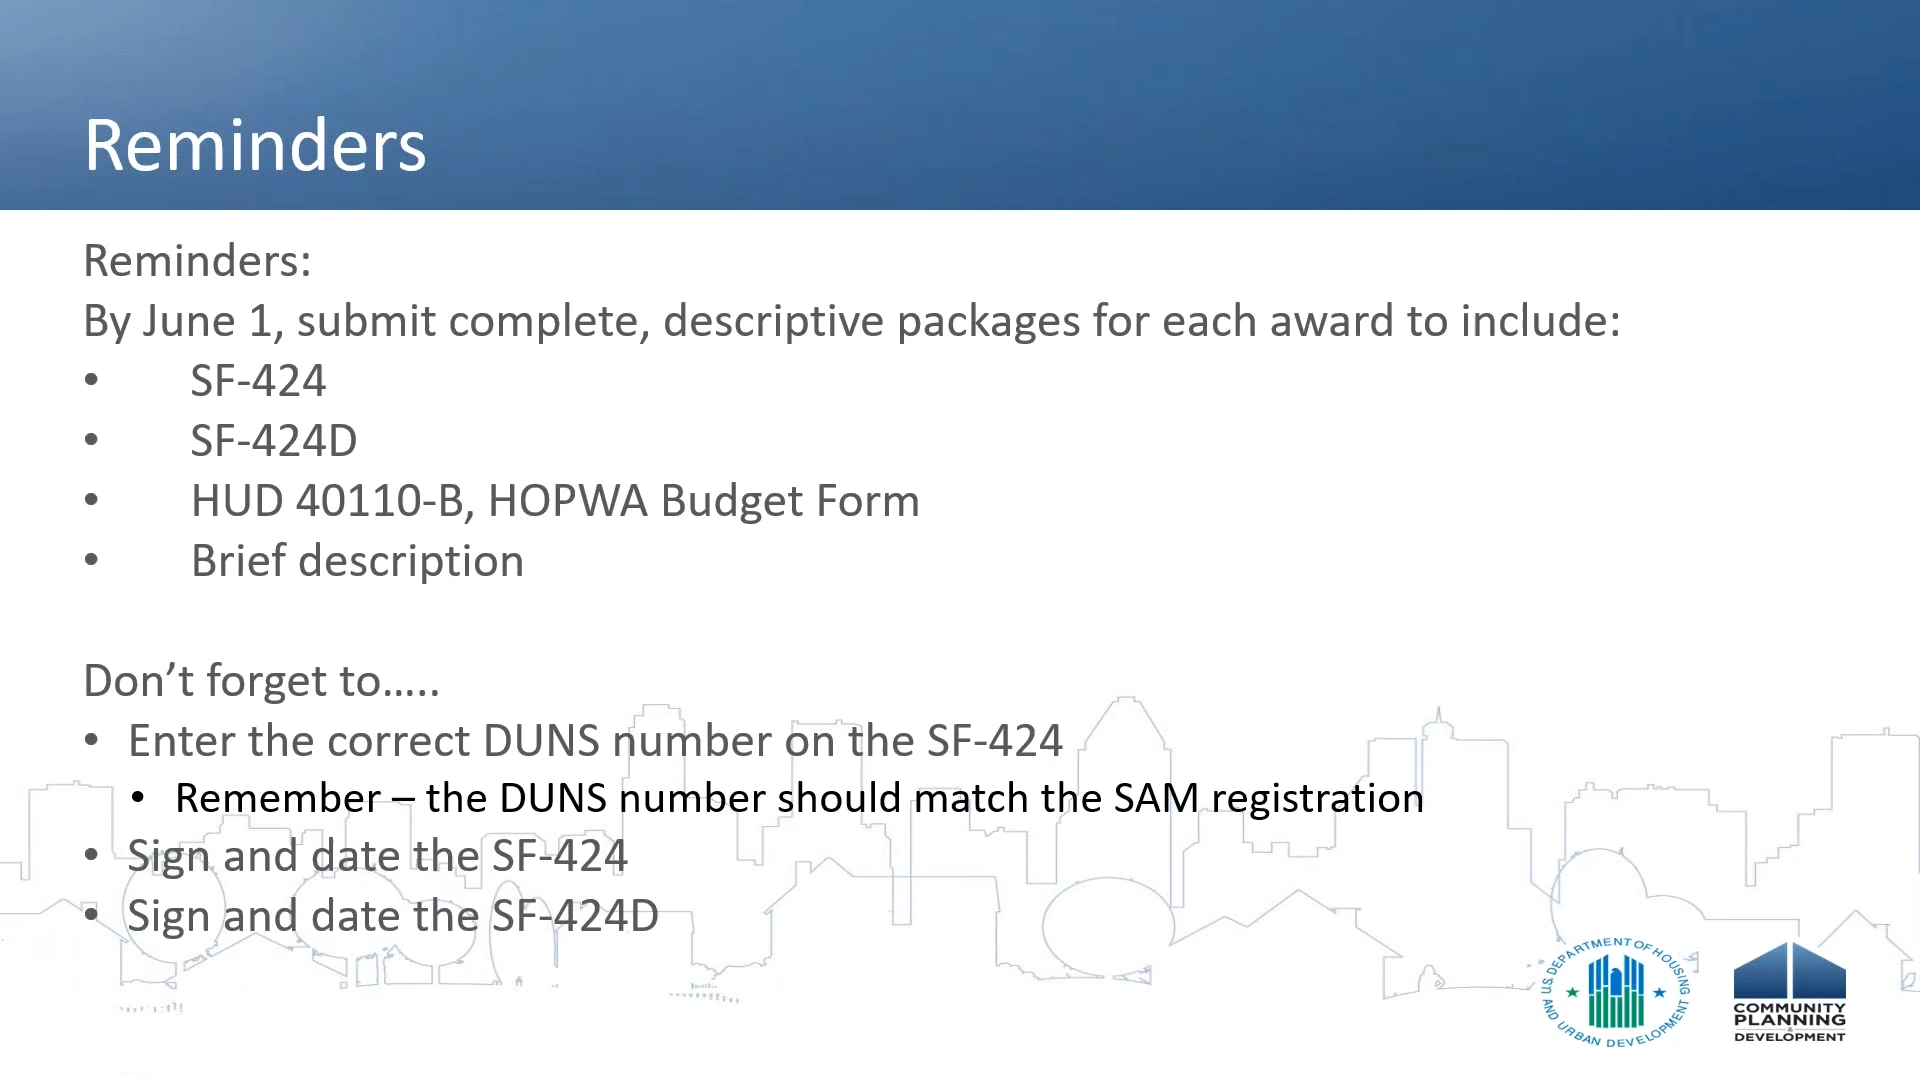 Reminders
Reminders:
By June 1, submit complete, descriptive packages for each award to include:
• SF-424
• SF-424D
• HUD 40110-B, HOPWA Budget Form
• Brief description
Don’t forget to…..
• Enter the correct DUNS number on the SF-424
• Remember – the DUNS number should match the SAM registration
• Sign and date the SF-424
• Sign and date the SF-424D
U.S. DEPARTMENT OF HOUSING
AND URBAN DEVELOPMENT
COMMUNITY
PLANNING
&
DEVELOPMENT